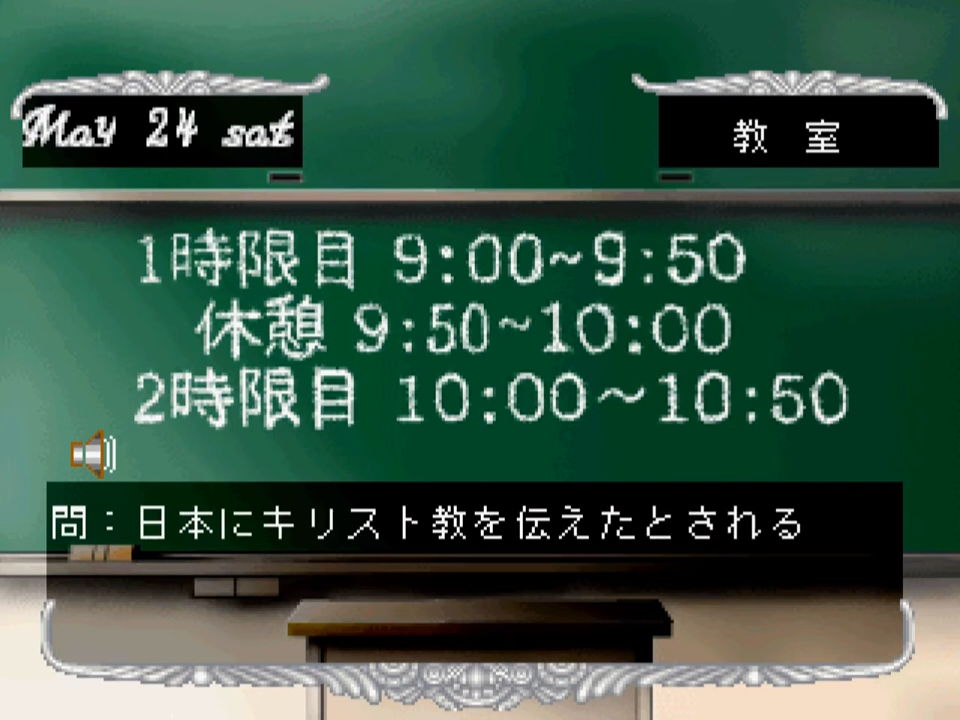 May 24 sat
教 室
1時限目 9:00~9:50
休憩 9:50~10:00
2時限目 10:00~10:50
問：日本にキリスト教を伝えたとされる